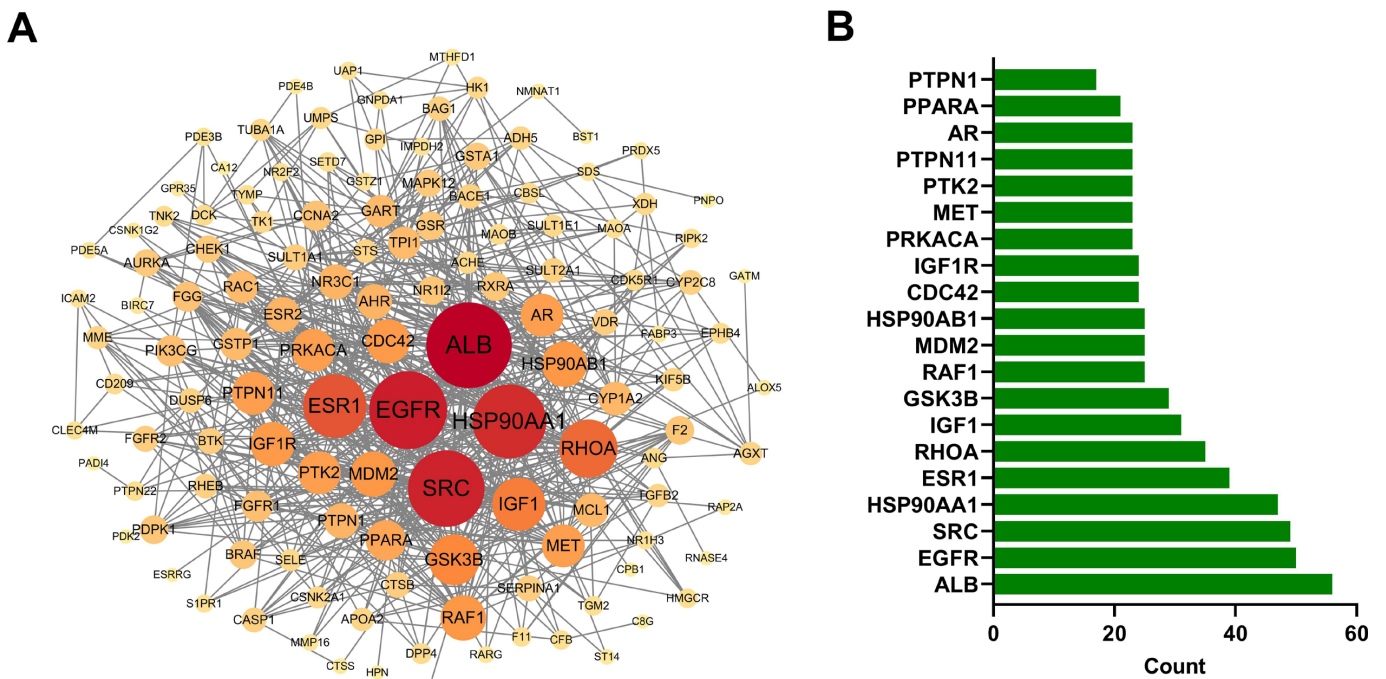 A
MTHFD1
UAP1
PDE4B
HK1
NMNAT1
GNPDA1
BAG1
UMPS
TUBA1A
PDE3B
GPI
IMPDH2
ADH5
BST1
PRDX5
SETD7
GSTA1
CA12
NR2F2
GSTZ1
MAPK12
SDS
GPR35
TYMP
BACE1
CBSL
PNPO
TNK2
DCK
TK1
CCNA2
GART
GSR
XDH
CSNK1G2
SULT1E1
MAOA
MAOB
RIPK2
PDE5A
CHEK1
SULT1A1
STS
TPI1
AURKA
ACHE
SULT2A1
GATM
RAC1
NR3C1
NR1I2
RXRA
CDK5R1
CYP2C8
ICAM2
FGG
BIRC7
AHR
ESR2
AR
VDR
FABP3
EPHB4
MME
PIK3CG
GSTP1
PRKACA
CDC42
ALB
HSP90AB1
CD209
KIF5B
ALOX5
DUSP6
PTPN11
ESR1
EGFR
HSP90AA1
CYP1A2
CLEC4M
FGFR2
BTK
IGF1R
RHOA
F2
AGXT
PADI4
ANG
PTPN22
RHEB
PTK2
MDM2
SRC
TGFB2
FGFR1
IGF1
MCL1
RAP2A
PDK2
PDPK1
PTPN1
PPARA
MET
NR1H3
BRAF
SELE
GSK3B
RNASE4
ESRRG
CPB1
CTSB
SERPINA1
S1PR1
CSNK2A1
HMGCR
TGM2
CASP1
APOA2
RAF1
C8G
MMP16
F11
CFB
DPP4
RARG
ST14
CTSS
HPN
B
PTPN1
PPARA
AR
PTPN11
PTK2
MET
PRKACA
IGF1R
CDC42
HSP90AB1
MDM2
RAF1
GSK3B
IGF1
RHOA
ESR1
HSP90AA1
SRC
EGFR
ALB
0 20 40 60
Count